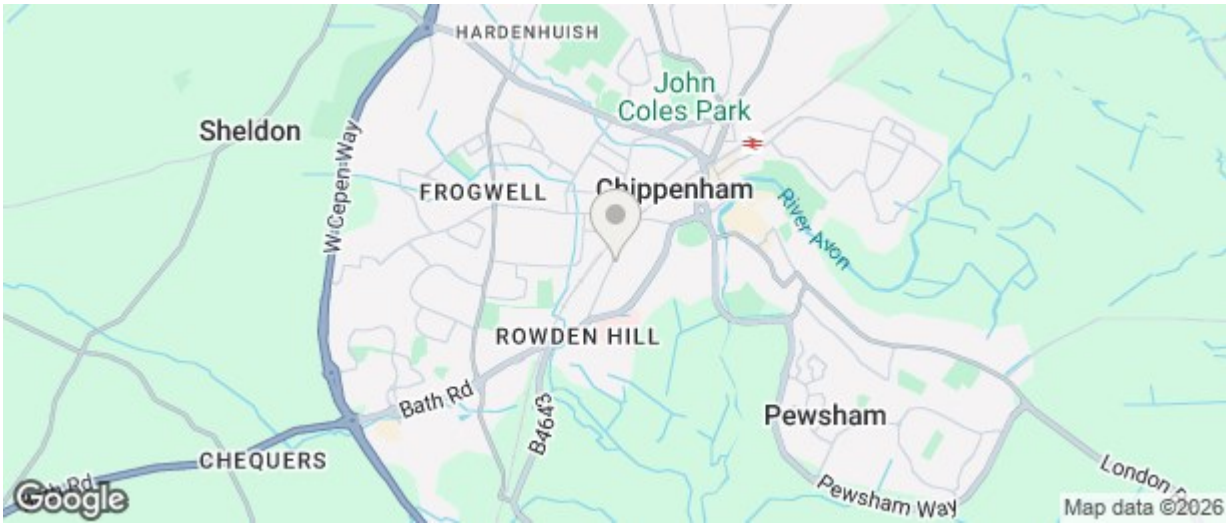 HARDENHUISH
John
Coles Park
Sheldon
W Cepen Way
FROGWELL
Chippenham
River Avon
ROWDEN HILL
Bath Rd
B4643
Pewsham
CHEQUERS
London
Pewsham Way
Google
Map data ©2026